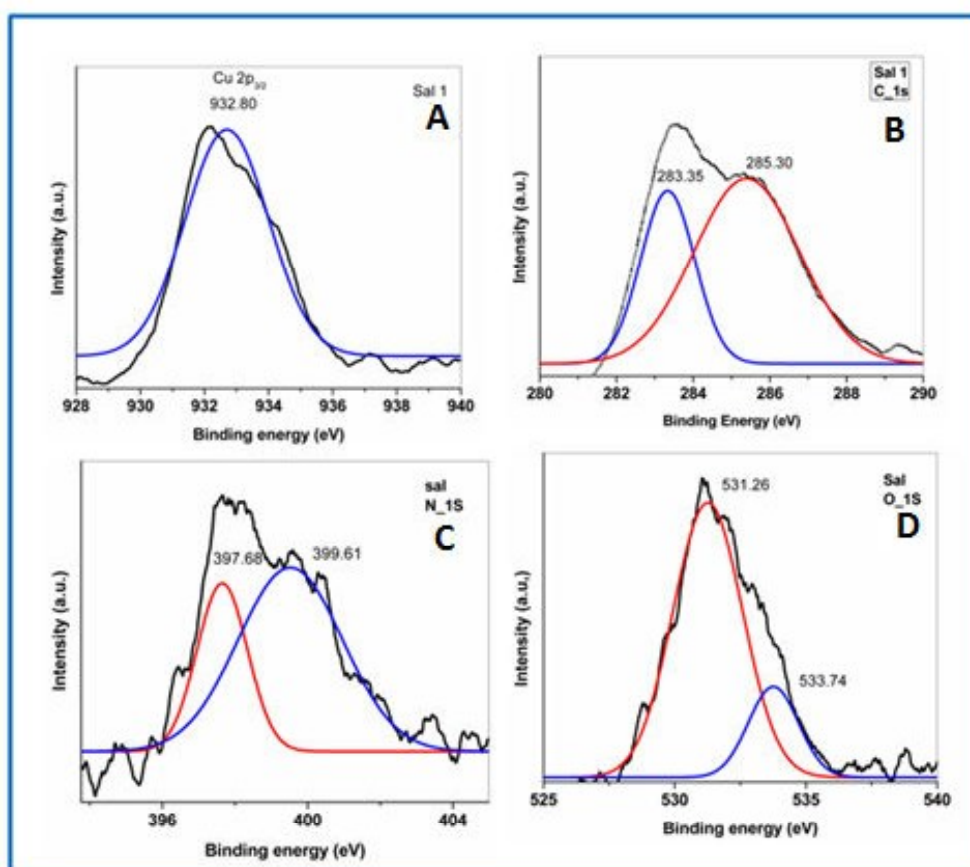 Cu 2p3/2
932.80
Sal 1
A
Intensity (a.u.)
928 930 932 934 936 938 940
Binding energy (eV)
Sal 1
C_1s
B
283.35
285.30
Intensity (a.u.)
280 282 284 286 288 290
Binding Energy (eV)
sal
N_1S
C
397.68
399.61
Intensity (a.u.)
396 400 404
Binding energy (eV)
Sal
O_1S
D
531.26
533.74
Intensity (a.u.)
525 530 535 540
Binding energy (eV)